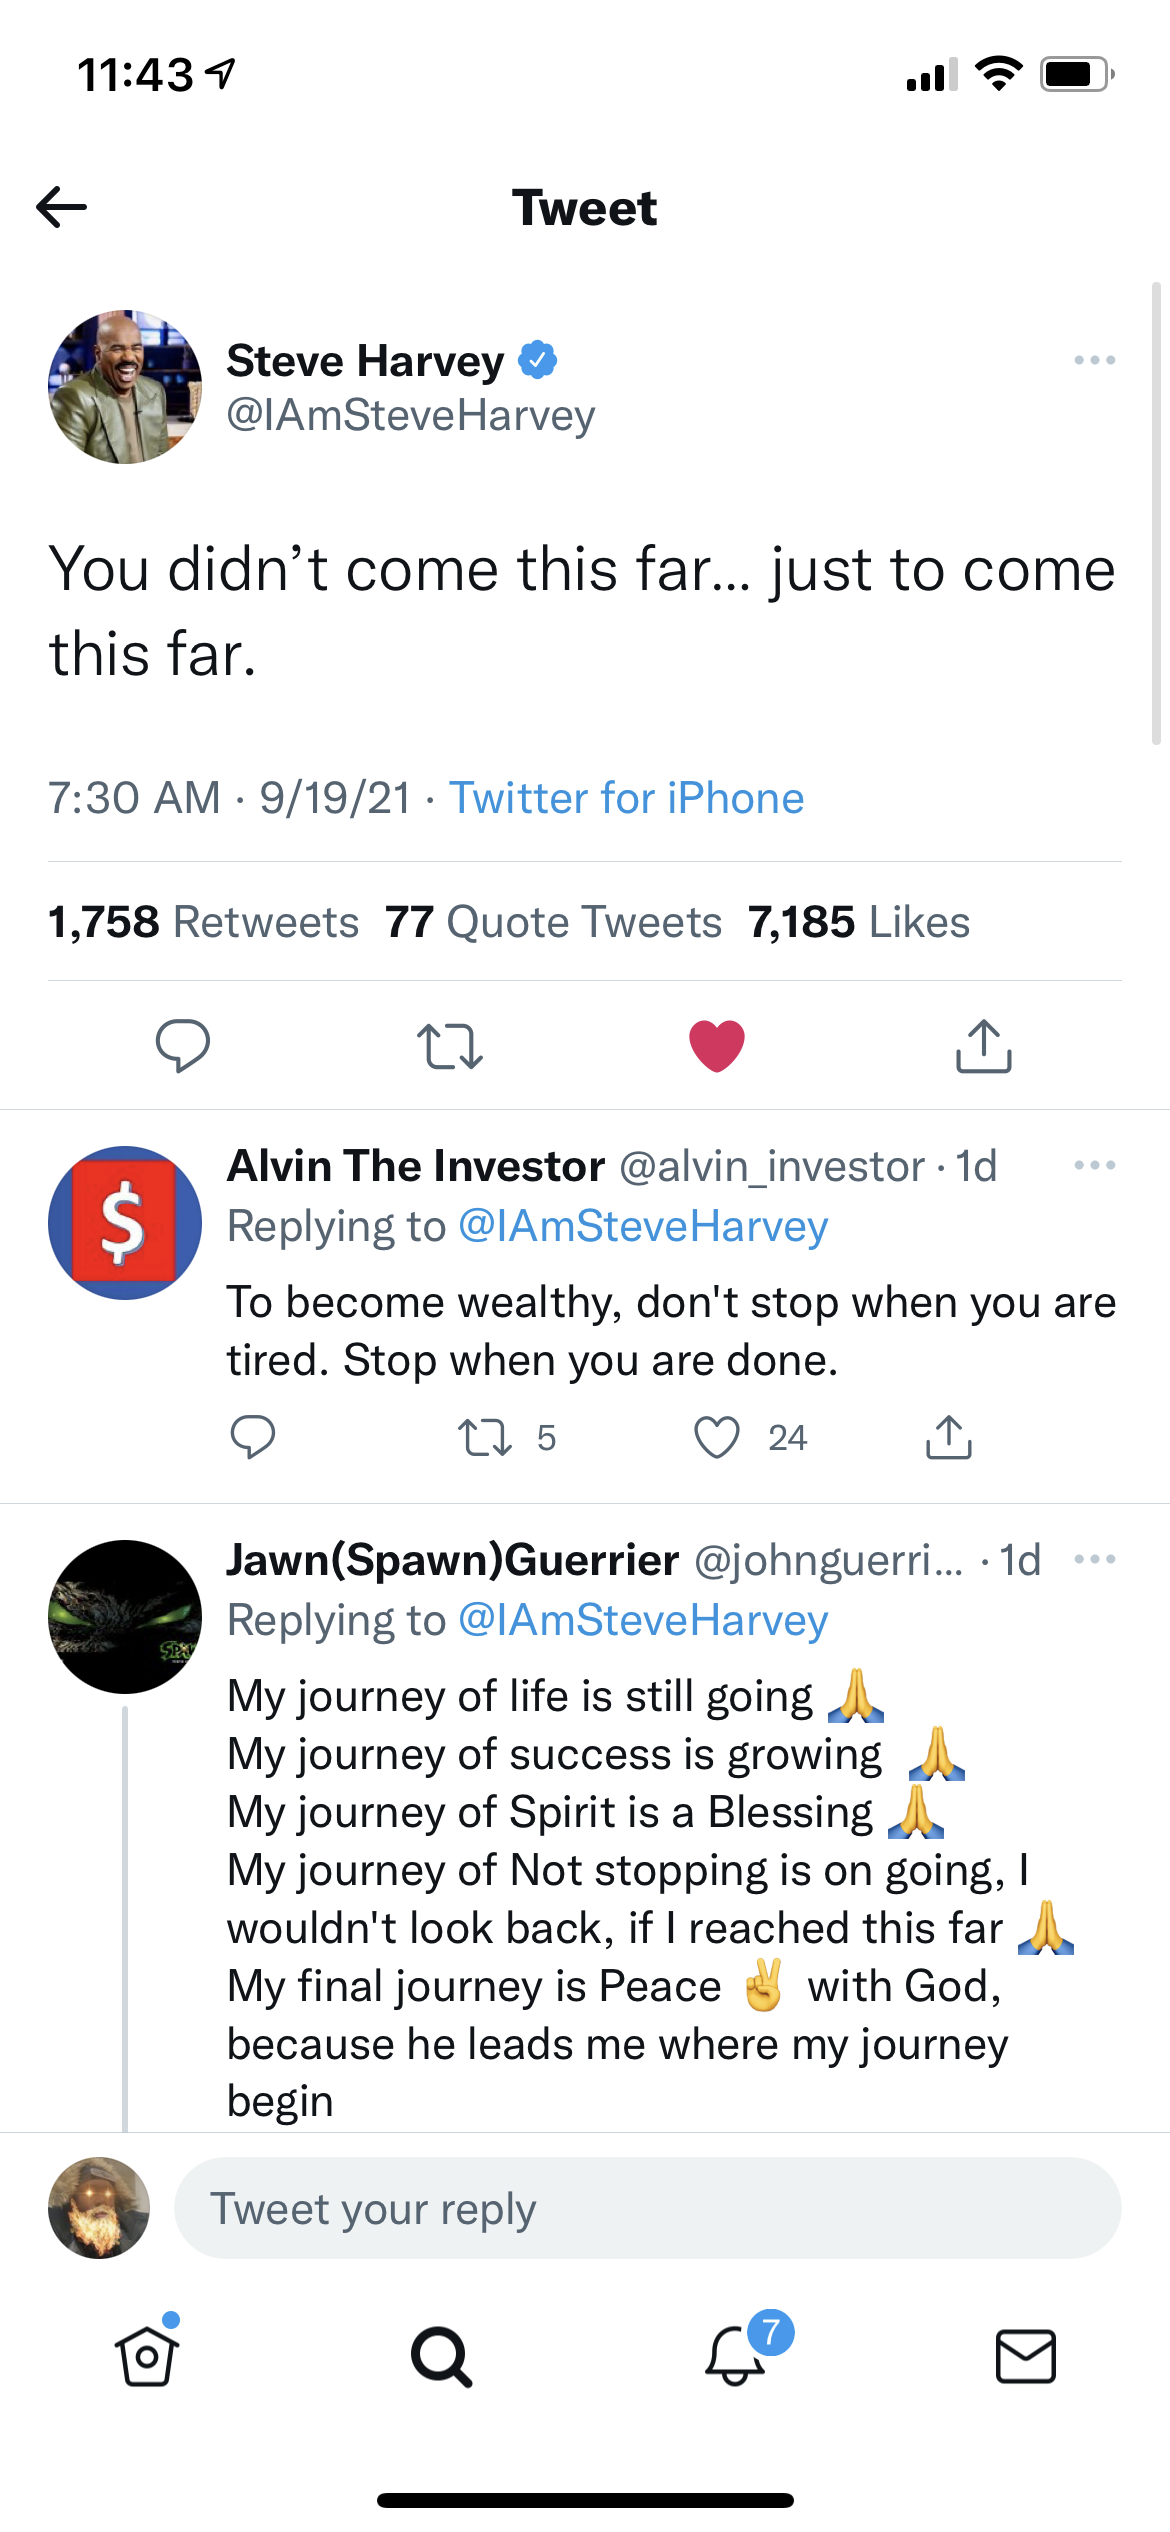 11:43
Tweet
Steve Harvey
@IAmSteveHarvey
You didn’t come this far... just to come
this far.
7:30 AM · 9/19/21 · Twitter for iPhone
1,758 Retweets 77 Quote Tweets 7,185 Likes
$
Alvin The Investor @alvin_investor · 1d
Replying to @IAmSteveHarvey
To become wealthy, don't stop when you are
tired. Stop when you are done.
5 24
Jawn(Spawn)Guerrier @johnguerri... · 1d
Replying to @IAmSteveHarvey
My journey of life is still going 🙏
My journey of success is growing 🙏
My journey of Spirit is a Blessing 🙏
My journey of Not stopping is on going, I
wouldn't look back, if I reached this far 🙏
My final journey is Peace ✌ with God,
because he leads me where my journey
begin
Tweet your reply
7